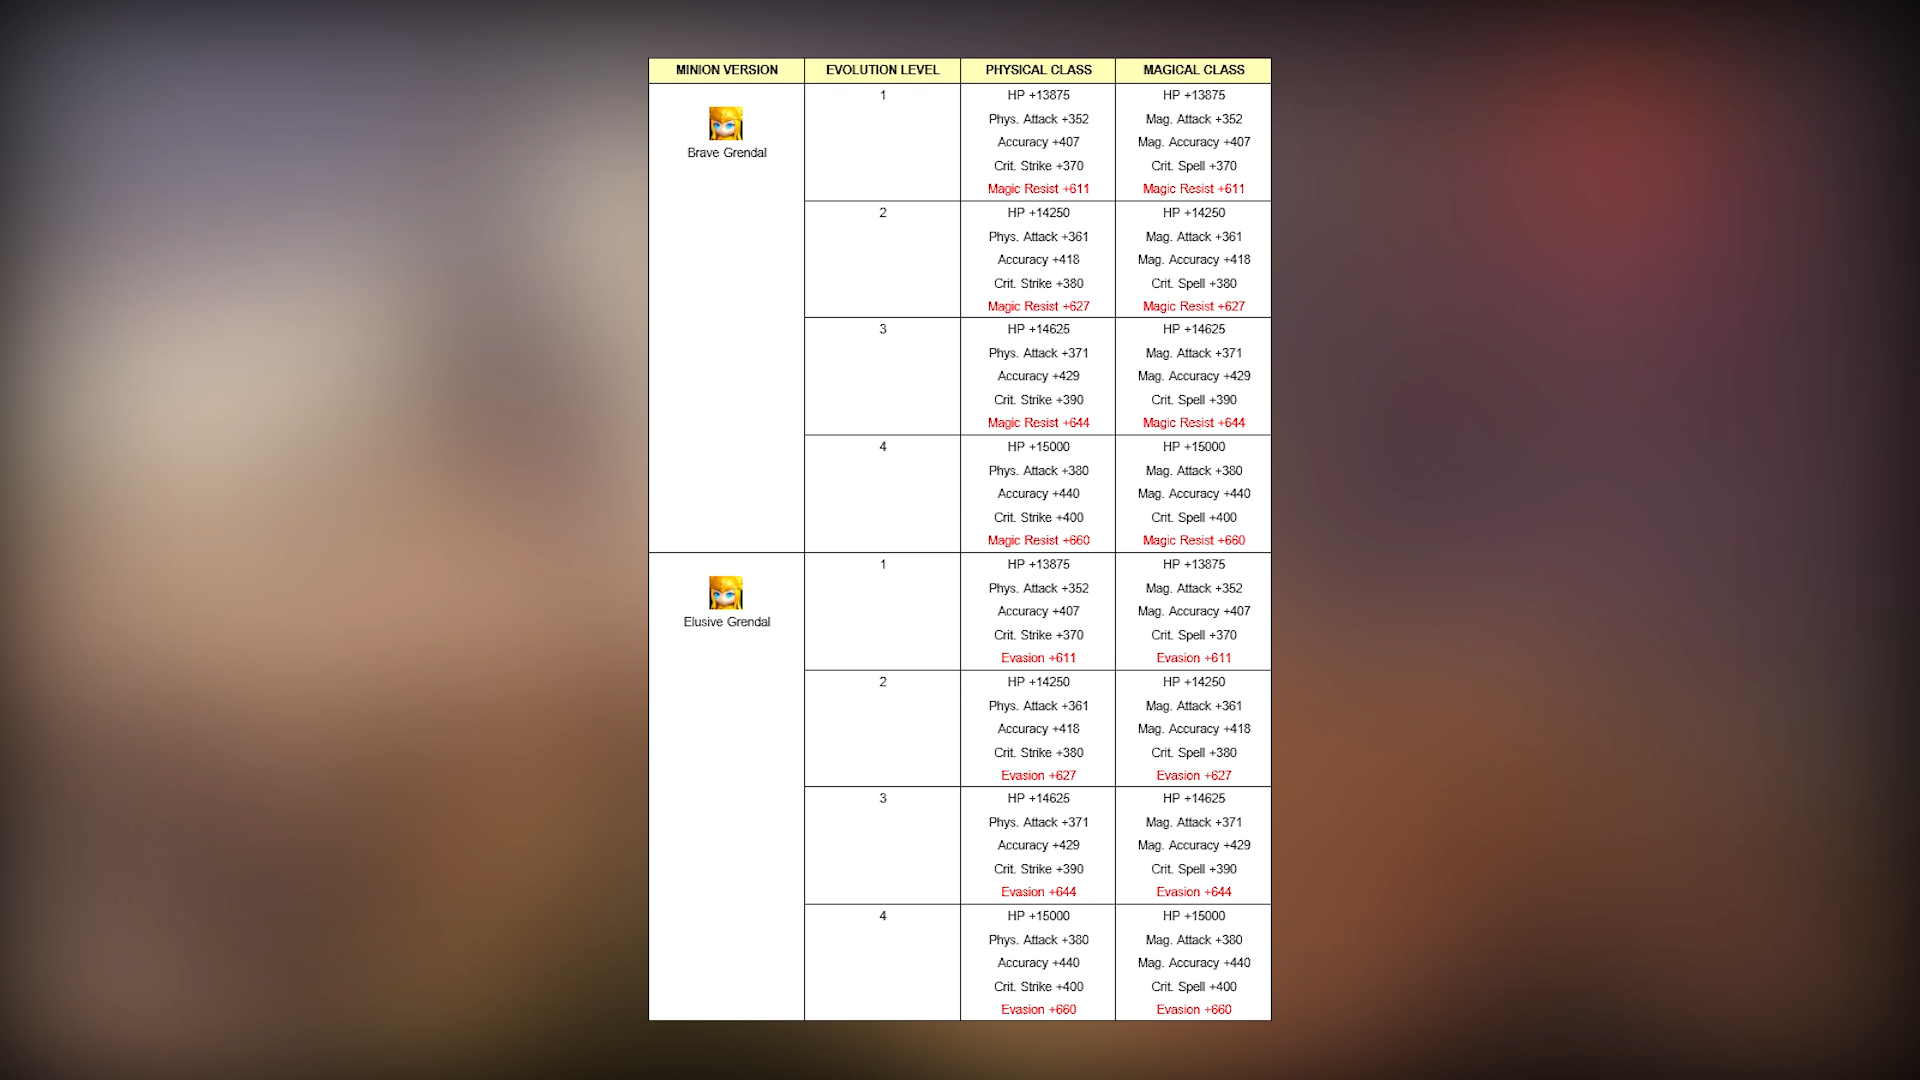 MINION VERSION EVOLUTION LEVEL PHYSICAL CLASS MAGICAL CLASS
Brave Grendal
1
HP +13875
Phys. Attack +352
Accuracy +407
Crit. Strike +370
Magic Resist +611
HP +13875
Mag. Attack +352
Mag. Accuracy +407
Crit. Spell +370
Magic Resist +611
2
HP +14250
Phys. Attack +361
Accuracy +418
Crit. Strike +380
Magic Resist +627
HP +14250
Mag. Attack +361
Mag. Accuracy +418
Crit. Spell +380
Magic Resist +627
3
HP +14625
Phys. Attack +371
Accuracy +429
Crit. Strike +390
Magic Resist +644
HP +14625
Mag. Attack +371
Mag. Accuracy +429
Crit. Spell +390
Magic Resist +644
4
HP +15000
Phys. Attack +380
Accuracy +440
Crit. Strike +400
Magic Resist +660
HP +15000
Mag. Attack +380
Mag. Accuracy +440
Crit. Spell +400
Magic Resist +660
Elusive Grendal
1
HP +13875
Phys. Attack +352
Accuracy +407
Crit. Strike +370
Evasion +611
HP +13875
Mag. Attack +352
Mag. Accuracy +407
Crit. Spell +370
Evasion +611
2
HP +14250
Phys. Attack +361
Accuracy +418
Crit. Strike +380
Evasion +627
HP +14250
Mag. Attack +361
Mag. Accuracy +418
Crit. Spell +380
Evasion +627
3
HP +14625
Phys. Attack +371
Accuracy +429
Crit. Strike +390
Evasion +644
HP +14625
Mag. Attack +371
Mag. Accuracy +429
Crit. Spell +390
Evasion +644
4
HP +15000
Phys. Attack +380
Accuracy +440
Crit. Strike +400
Evasion +660
HP +15000
Mag. Attack +380
Mag. Accuracy +440
Crit. Spell +400
Evasion +660